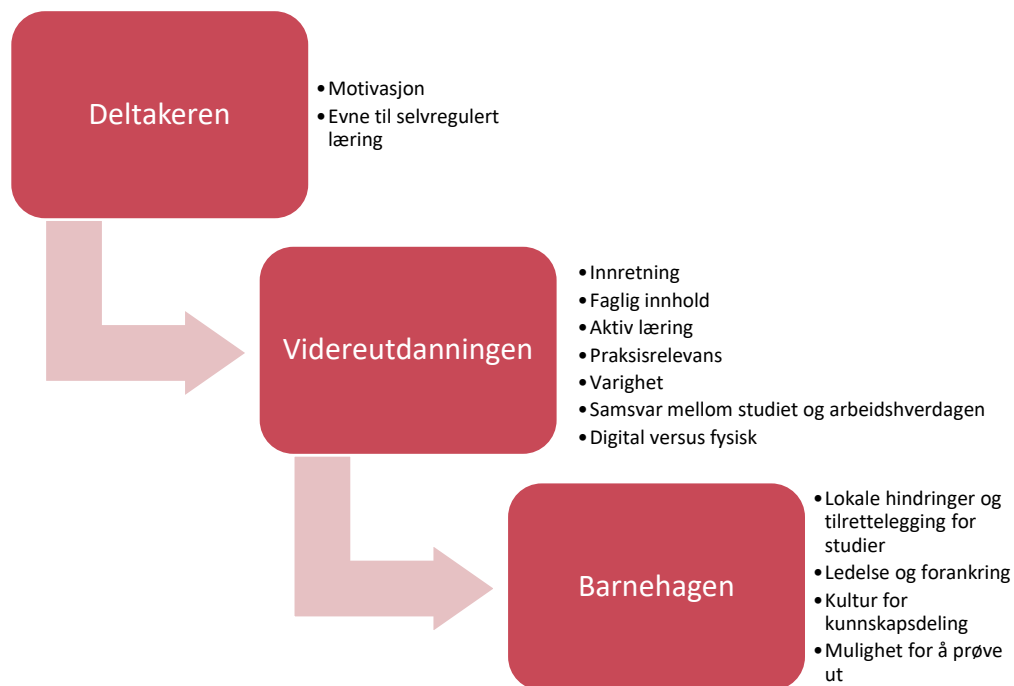 Deltakeren
•Motivasjon
•Evne til selvregulert
læring
Videreutdanningen
•Innretning
•Faglig innhold
•Aktiv læring
•Praksisrelevans
•Varighet
•Samsvar mellom studiet og arbeidshverdagen
•Digital versus fysisk
Barnehagen
•Lokale hindringer og
tilrettelegging for
studier
•Ledelse og forankring
•Kultur for
kunnskapsdeling
•Mulighet for å prøve
ut